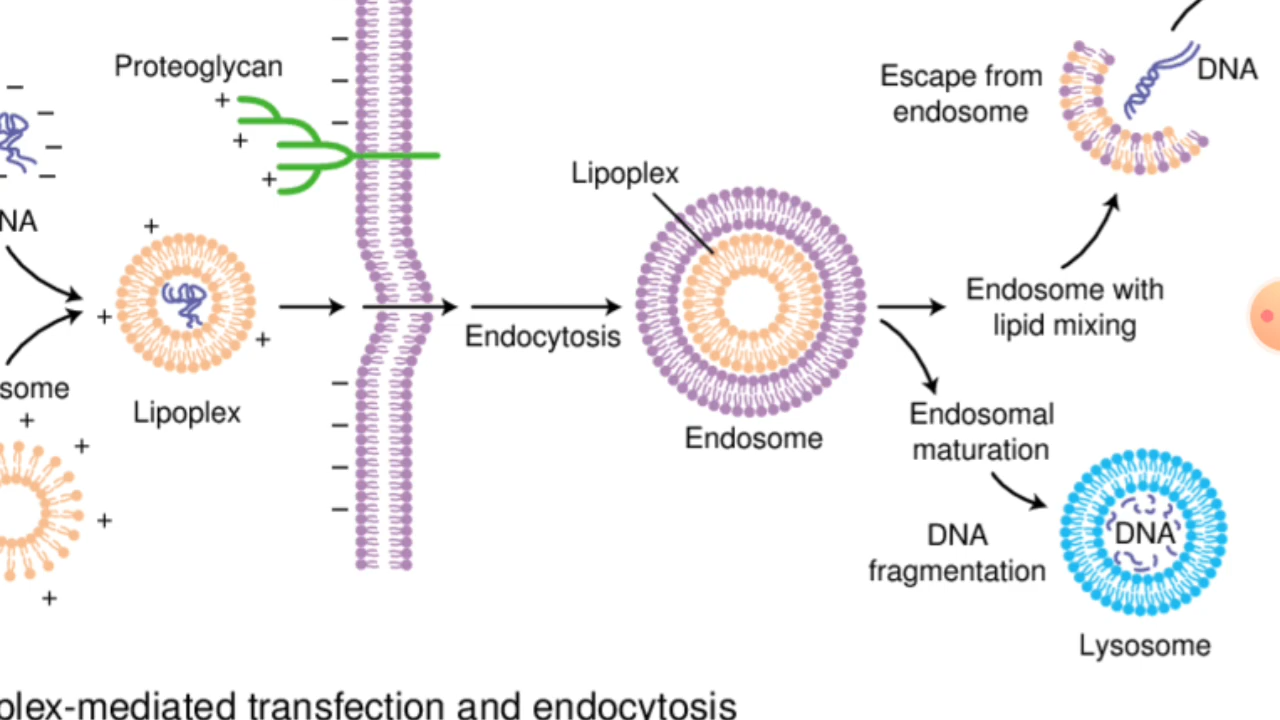 Proteoglycan
NA
Lipoplex
some
Endocytosis
Lipoplex
Endosome
Escape from
endosome
DNA
Endosome with
lipid mixing
Endosomal
maturation
DNA
fragmentation
DNA
Lysosome
plex-mediated transfection and endocytosis